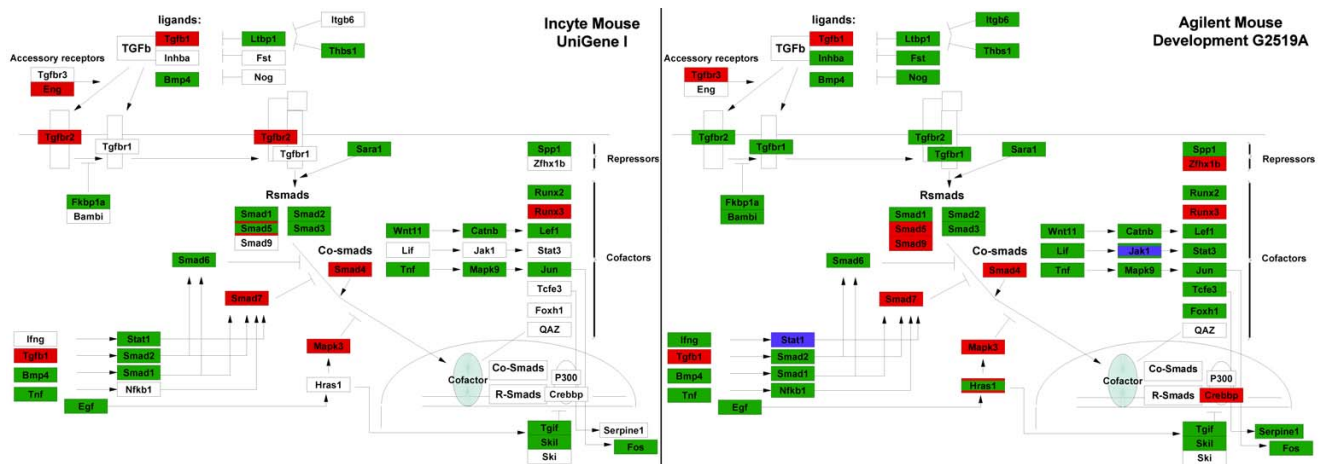 Incyte Mouse
UniGene I
ligands:
TGFb
Tgfb1
Inhba
Bmp4
Ltbp1
Fst
Nog
Itgb6
Thbs1
Accessory receptors
Tgfbr3
Eng
Tgfbr2
Tgfbr1
Tgfbr2
Tgfbr1
Sara1
Fkbp1a
Bambi
Rsmads
Smad1
Smad5
Smad9
Smad2
Smad3
Spp1
Zfhx1b
Repressors
Runx2
Runx3
Wnt11
Catnb
Lef1
Lif
Jak1
Stat3
Tnf
Mapk9
Jun
Tcfe3
Foxh1
QAZ
Cofactors
Co-smads
Smad4
Smad6
Smad7
Ifng
Tgfb1
Bmp4
Tnf
Stat1
Smad2
Smad1
Nfkb1
Egf
Mapk3
Hras1
Cofactor
Co-Smads
R-Smads
P300
Crebbp
Tgif
Skil
Ski
Serpine1
Fos
Agilent Mouse
Development G2519A
ligands:
TGFb
Tgfb1
Inhba
Bmp4
Ltbp1
Fst
Nog
Itgb6
Thbs1
Accessory receptors
Tgfbr3
Eng
Tgfbr2
Tgfbr1
Tgfbr2
Tgfbr1
Sara1
Fkbp1a
Bambi
Rsmads
Smad1
Smad5
Smad9
Smad2
Smad3
Spp1
Zfhx1b
Repressors
Runx2
Runx3
Wnt11
Catnb
Lef1
Lif
Jak1
Stat3
Tnf
Mapk9
Jun
Tcfe3
Foxh1
QAZ
Cofactors
Co-smads
Smad4
Smad6
Smad7
Ifng
Tgfb1
Bmp4
Tnf
Stat1
Smad2
Smad1
Nfkb1
Egf
Mapk3
Hras1
Cofactor
Co-Smads
R-Smads
P300
Crebbp
Tgif
Skil
Ski
Serpine1
Fos